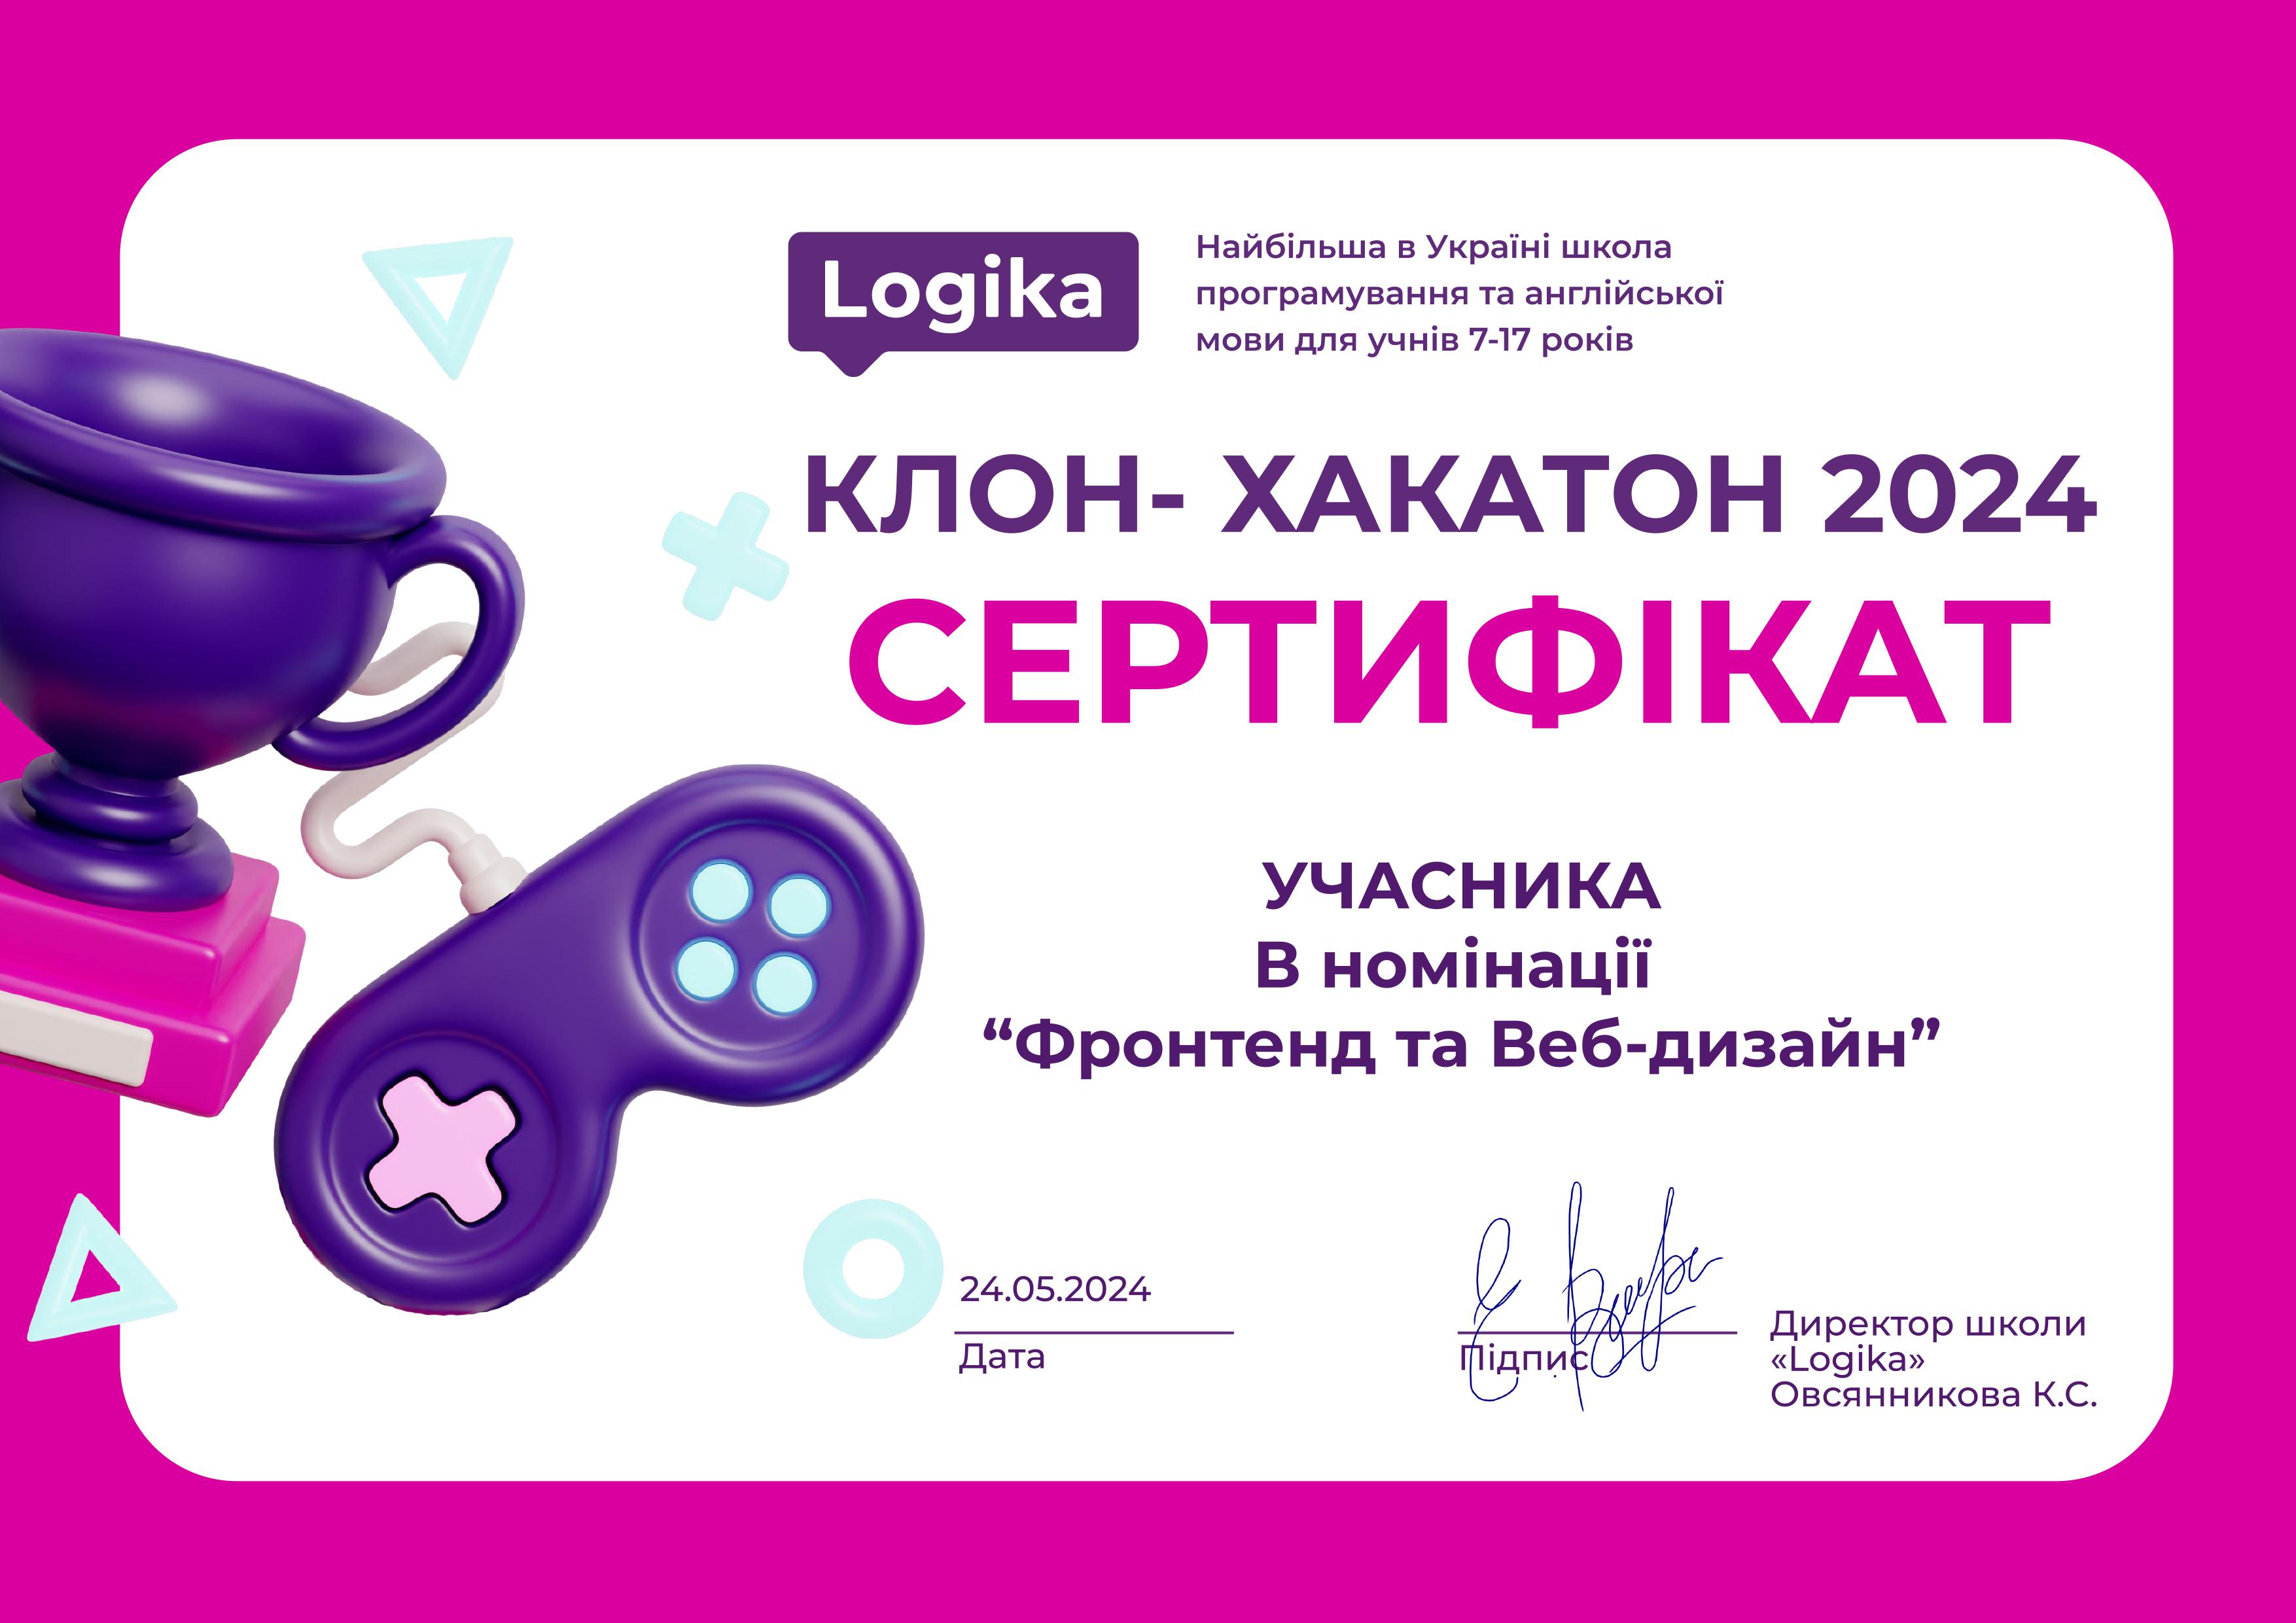 Logika
Найбільша в Україні школа
програмування та англійської
мови для учнів 7-17 років
КЛОН- ХАКАТОН 2024
СЕРТИФІКАТ
УЧАСНИКА
В номінації
“Фронтенд та Веб-дизайн”
24.05.2024
Дата
Підпис
Директор школи
«Logika»
Овсянникова К.С.